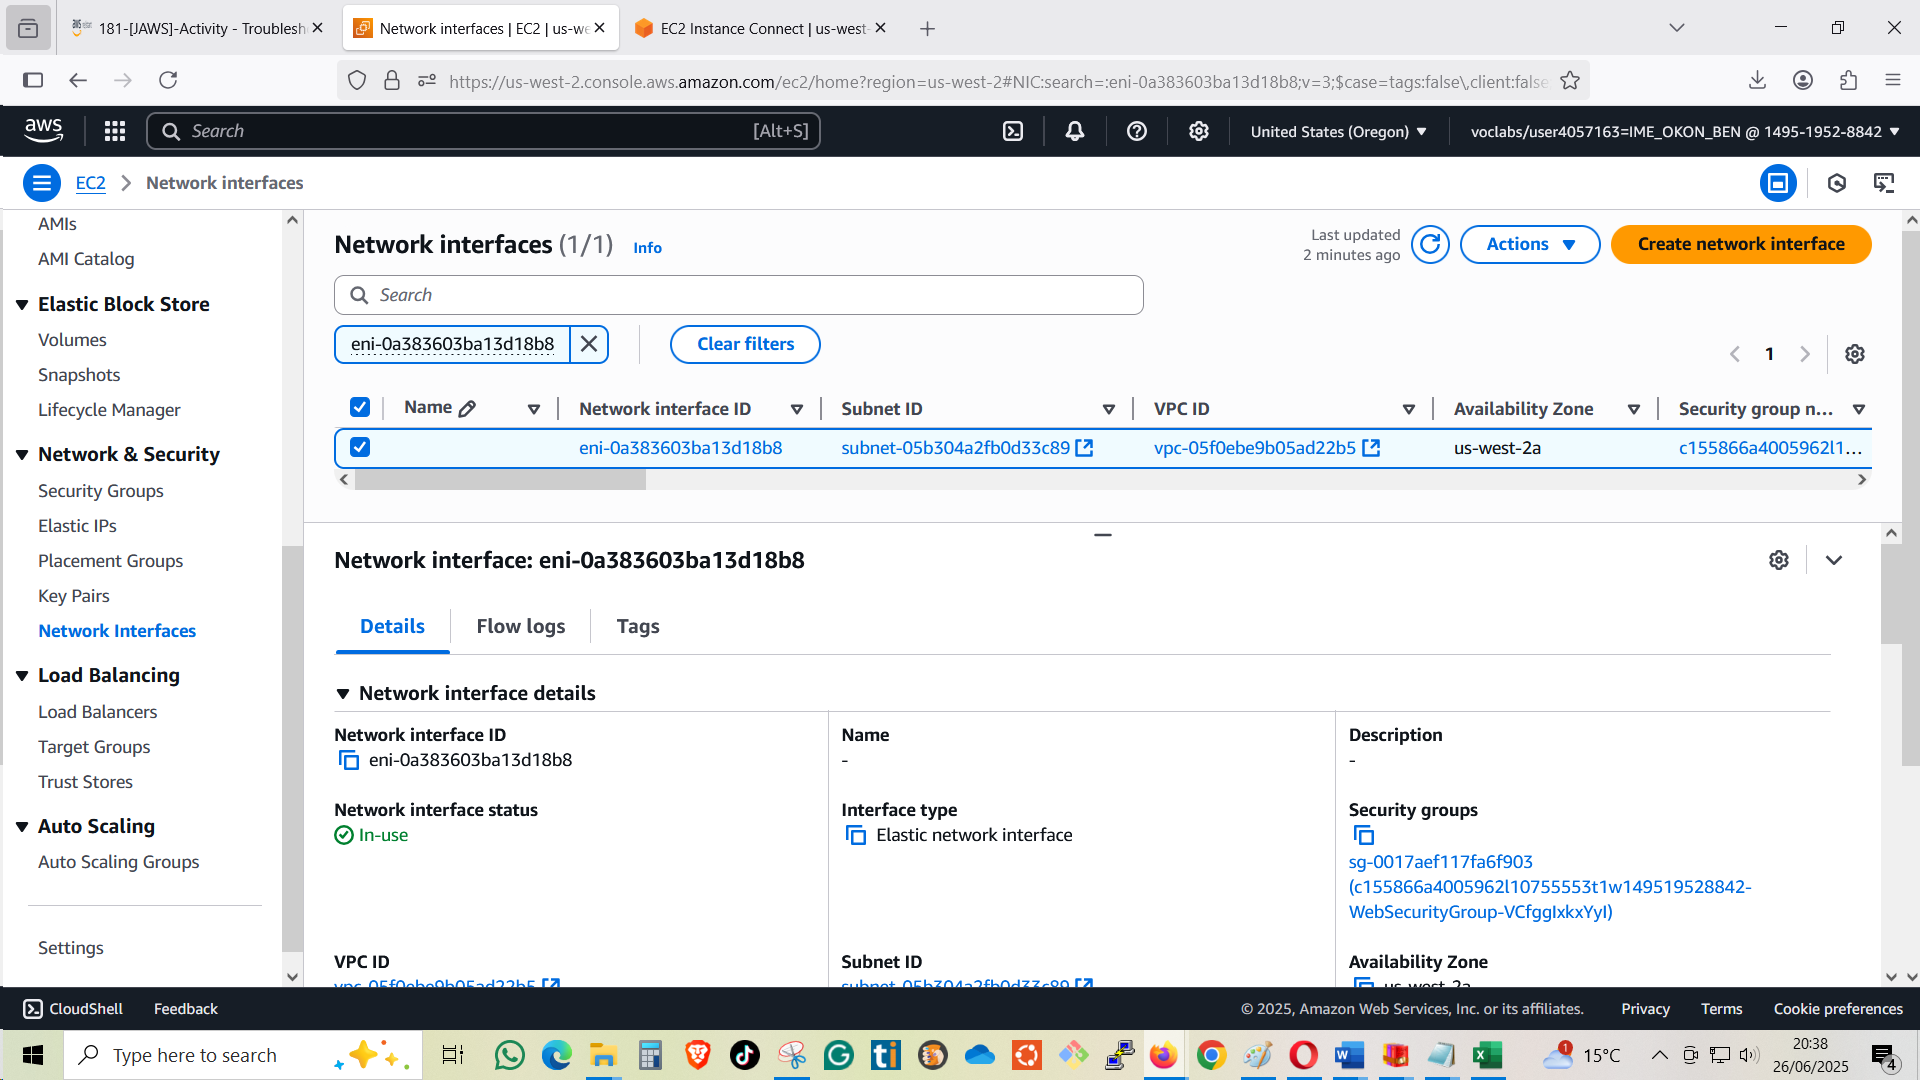 181-[JAWS]-Activity - Troublesh
Network interfaces | EC2 | us-we
EC2 Instance Connect | us-west-
https://us-west-2.console.aws.amazon.com/ec2/home?region=us-west-2#NIC:search=:eni-0a383603ba13d18b8;v=3;$case=tags:false\,client:false
aws
Search
[Alt+S]
United States (Oregon)
voclabs/user4057163=IME_OKON_BEN @ 1495-1952-8842
EC2
Network interfaces
AMIs
AMI Catalog
Elastic Block Store
Volumes
Snapshots
Lifecycle Manager
Network & Security
Security Groups
Elastic IPs
Placement Groups
Key Pairs
Network Interfaces
Load Balancing
Load Balancers
Target Groups
Trust Stores
Auto Scaling
Auto Scaling Groups
Settings
Network interfaces (1/1)
Info
Last updated
2 minutes ago
Actions
Create network interface
Search
eni-0a383603ba13d18b8
Clear filters
1
Name
Network interface ID
Subnet ID
VPC ID
Availability Zone
Security group n...
eni-0a383603ba13d18b8
subnet-05b304a2fb0d33c89
vpc-05f0ebe9b05ad22b5
us-west-2a
c155866a4005962l1...
Network interface: eni-0a383603ba13d18b8
Details
Flow logs
Tags
Network interface details
Network interface ID
eni-0a383603ba13d18b8
Name
-
Description
-
Network interface status
In-use
Interface type
Elastic network interface
Security groups
sg-0017aef117fa6f903
(c155866a4005962l10755553t1w149519528842-
WebSecurityGroup-VCfggIxkxYyI)
VPC ID
vpc-05f0ebe9b05ad22b5
Subnet ID
subnet-05b304a2fb0d33c89
Availability Zone
us-west-2a
CloudShell
Feedback
© 2025, Amazon Web Services, Inc. or its affiliates.
Privacy
Terms
Cookie preferences
Type here to search
15°C
20:38
26/06/2025
4